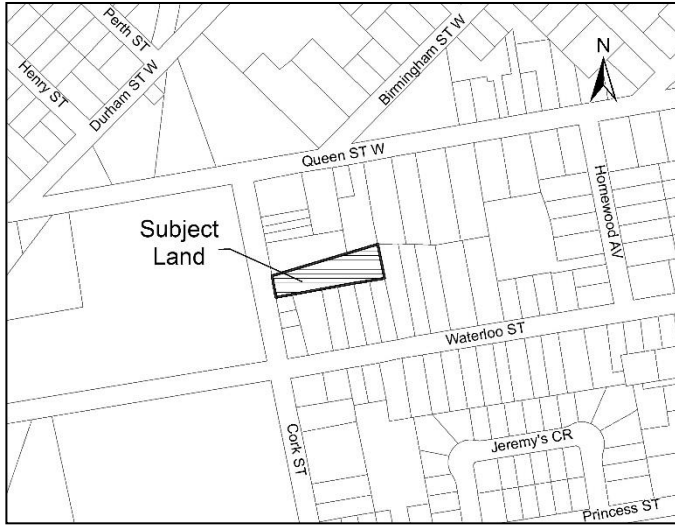 Perth ST
Henry ST
Durham ST W
Birmingham ST W
N
Queen ST W
Homewood AV
Subject
Land
Waterloo ST
Cork ST
Jeremy's CR
Princess ST